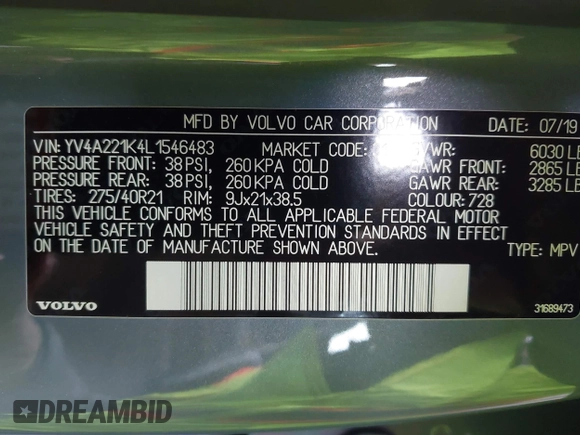 MFD BY VOLVO CAR CORPORATION 07/19
VIN: YV4A221K4L1546483 MARKET CODE: GVWR: 6030 LB
PRESSURE FRONT: 38 PSI, 260 KPA COLD GAWR FRONT: 2865 LB
PRESSURE REAR: 38 PSI, 260 KPA COLD GAWR REAR: 3285 LB
TIRES: 275/40R21 RIM: 9Jx21x38.5 COLOUR: 728
THIS VEHICLE CONFORMS TO ALL APPLICABLE FEDERAL MOTOR
VEHICLE SAFETY AND THEFT PREVENTION STANDARDS IN EFFECT ON
THE DATE OF MANUFACTURE SHOWN ABOVE. TYPE: MPV
VOLVO 31689473
DREAMBID